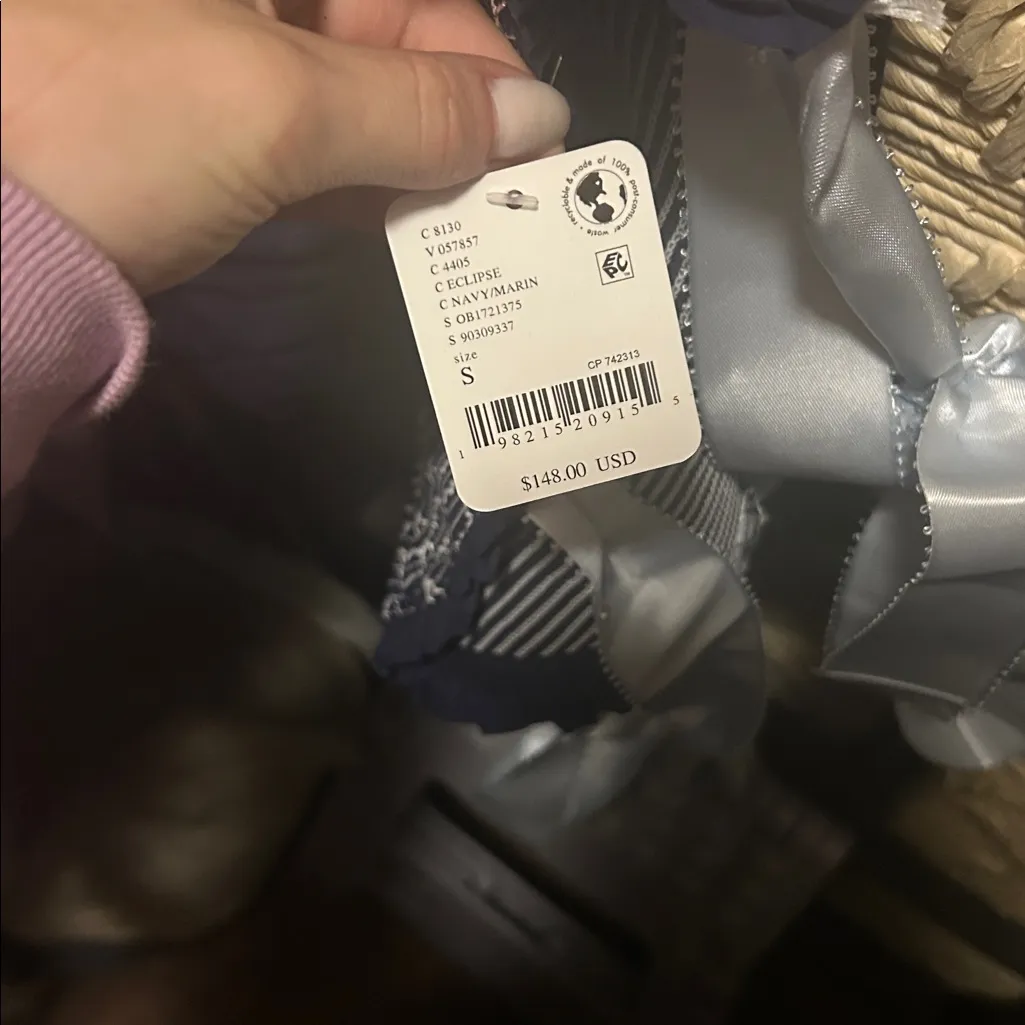 recyclable & made of 100% post-consumer waste •
C 8130
V 057857
C 4405
C ECLIPSE
C NAVY/MARIN
S OB1721375
S 90309337
size
S
EPC
CP 742313
1 98215 20915 5
$148.00 USD